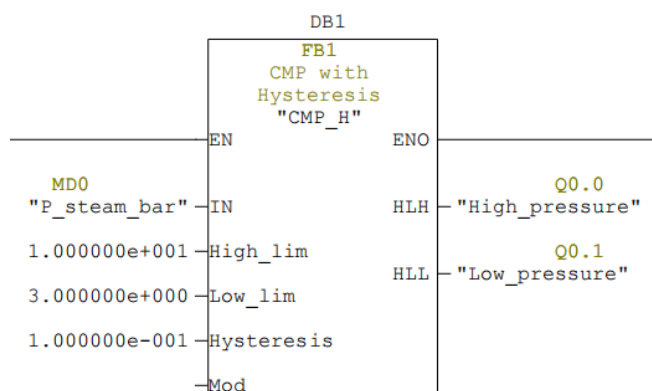 DB1
FB1
CMP with
Hysteresis
"CMP_H"
EN ENO
MD0 Q0.0
"P_steam_bar" IN HLH "High_pressure"
1.000000e+001 High_lim Q0.1
HLL "Low_pressure"
3.000000e+000 Low_lim
1.000000e-001 Hysteresis
Mod